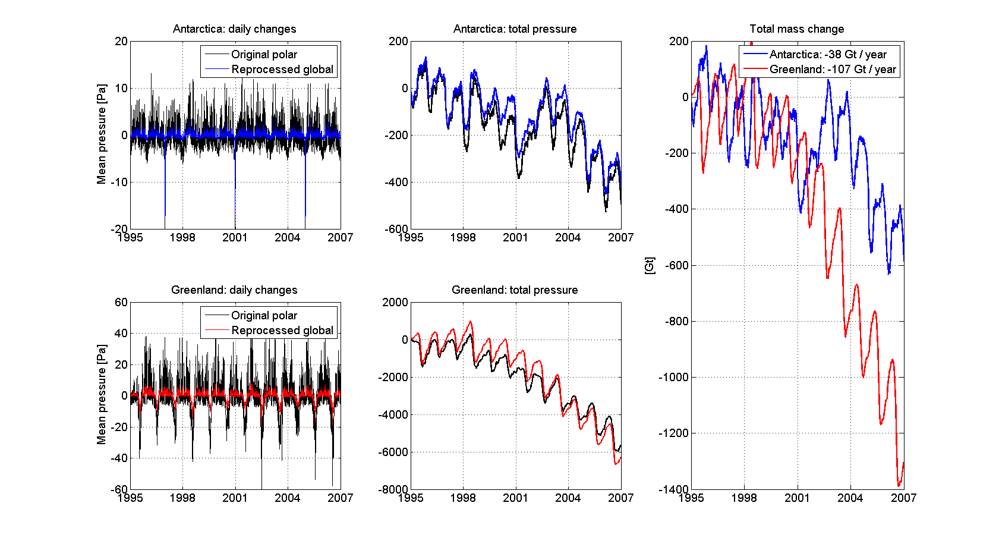 Antarctica: daily changes
Mean pressure [Pa]
20
10
0
-10
-20
1995 1998 2001 2004 2007
Original polar
Reprocessed global
Antarctica: total pressure
200
0
-200
-400
-600
1995 1998 2001 2004 2007
Greenland: daily changes
Mean pressure [Pa]
60
40
20
0
-20
-40
-60
1995 1998 2001 2004 2007
Original polar
Reprocessed global
Greenland: total pressure
2000
0
-2000
-4000
-6000
-8000
1995 1998 2001 2004 2007
Total mass change
[Gt]
200
0
-200
-400
-600
-800
-1000
-1200
-1400
1995 1998 2001 2004 2007
Antarctica: -38 Gt / year
Greenland: -107 Gt / year